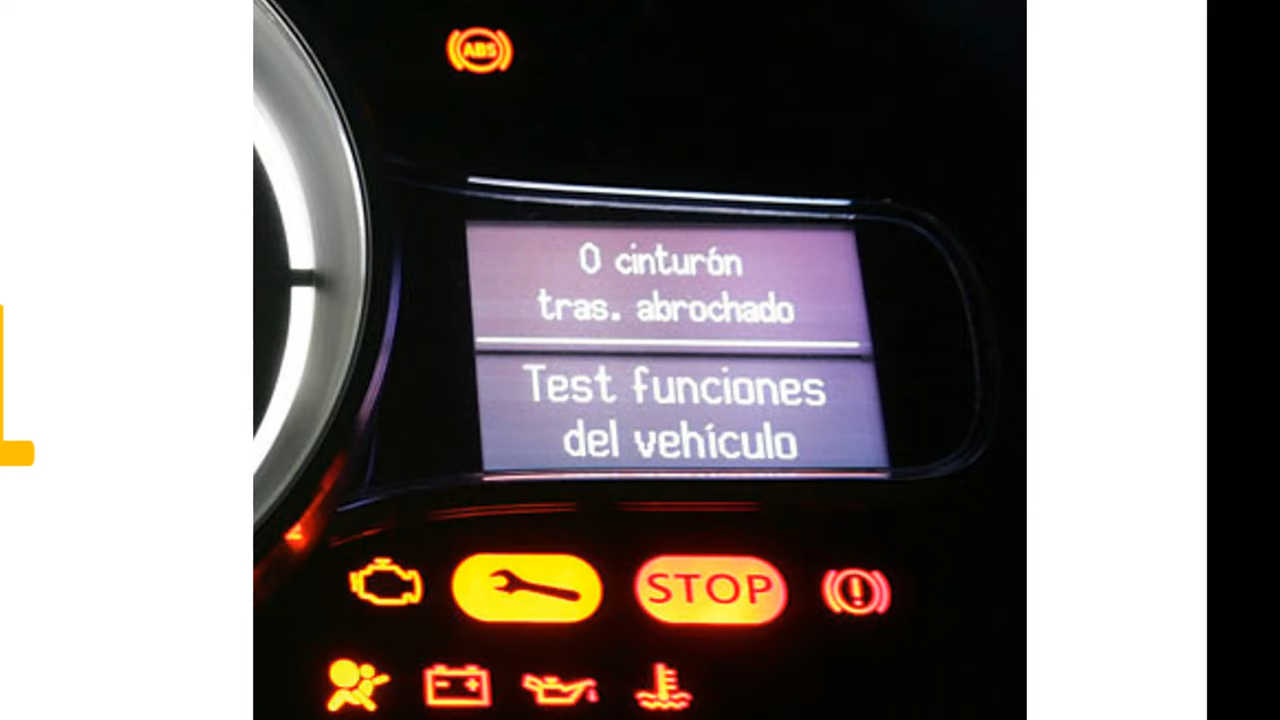 ABS
0 cinturón
tras. abrochado
Test funciones
del vehículo
STOP